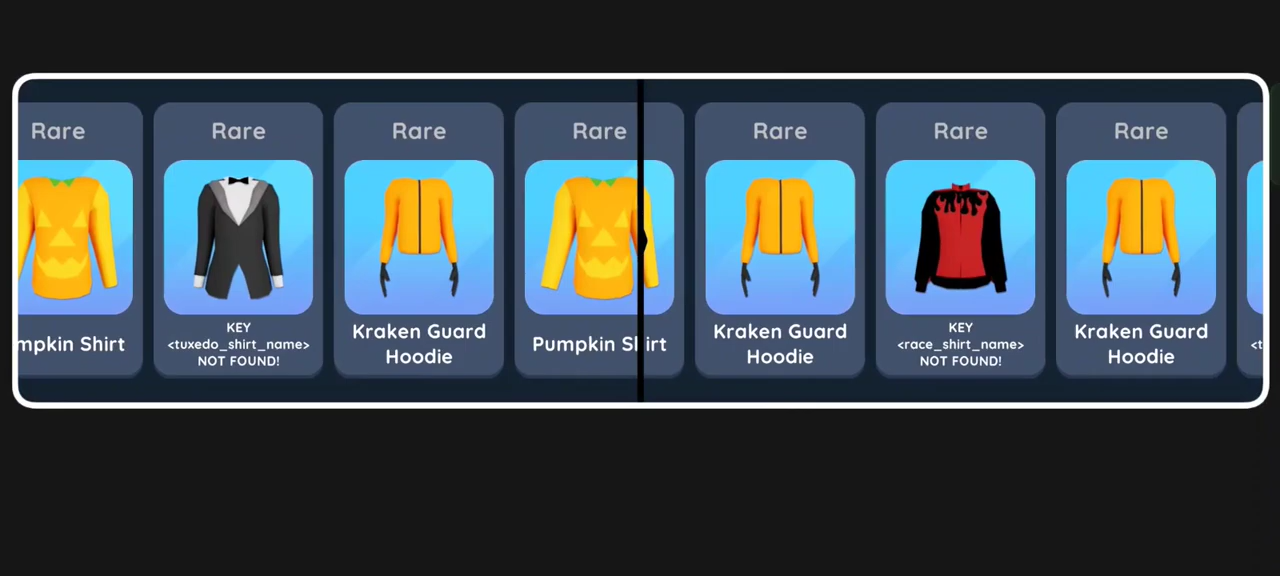 Rare
Rare
Rare
Rare
Rare
Rare
Rare
mpkin Shirt
KEY
<tuxedo_shirt_name>
NOT FOUND!
Kraken Guard
Hoodie
Pumpkin Shirt
Kraken Guard
Hoodie
KEY
<race_shirt_name>
NOT FOUND!
Kraken Guard
Hoodie
<t